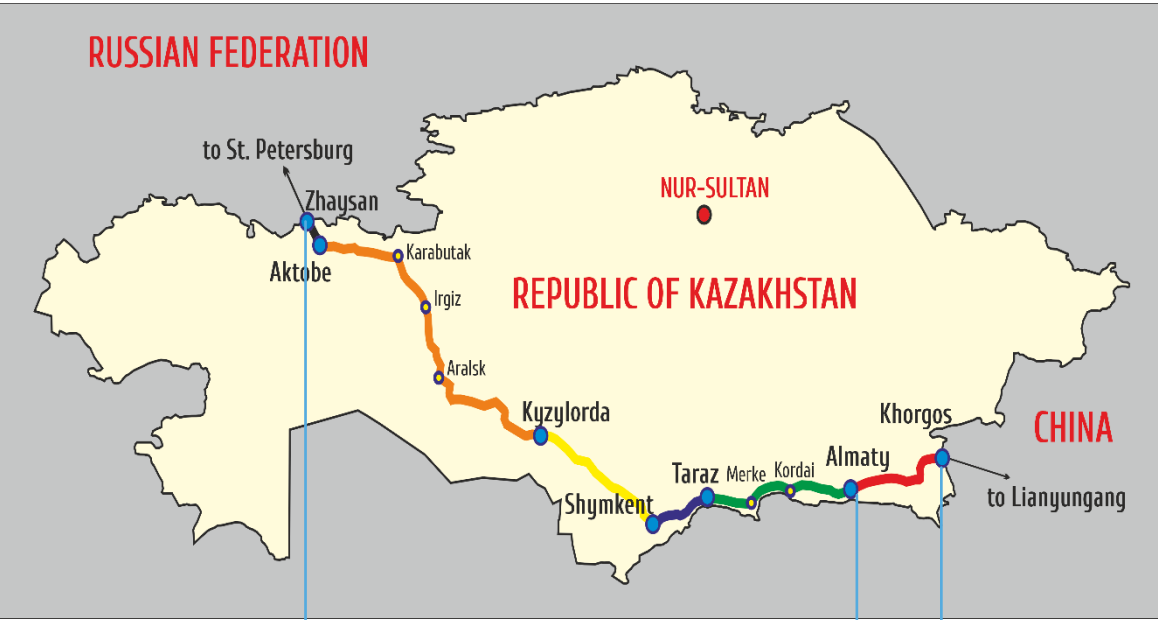 RUSSIAN FEDERATION
to St. Petersburg
Zhaysan
NUR-SULTAN
Aktobe
Karabutak
REPUBLIC OF KAZAKHSTAN
Irgiz
Aralsk
Kyzylorda
Khorgos
CHINA
Almaty
Taraz
Merke
Kordai
Shymkent
to Lianyungang